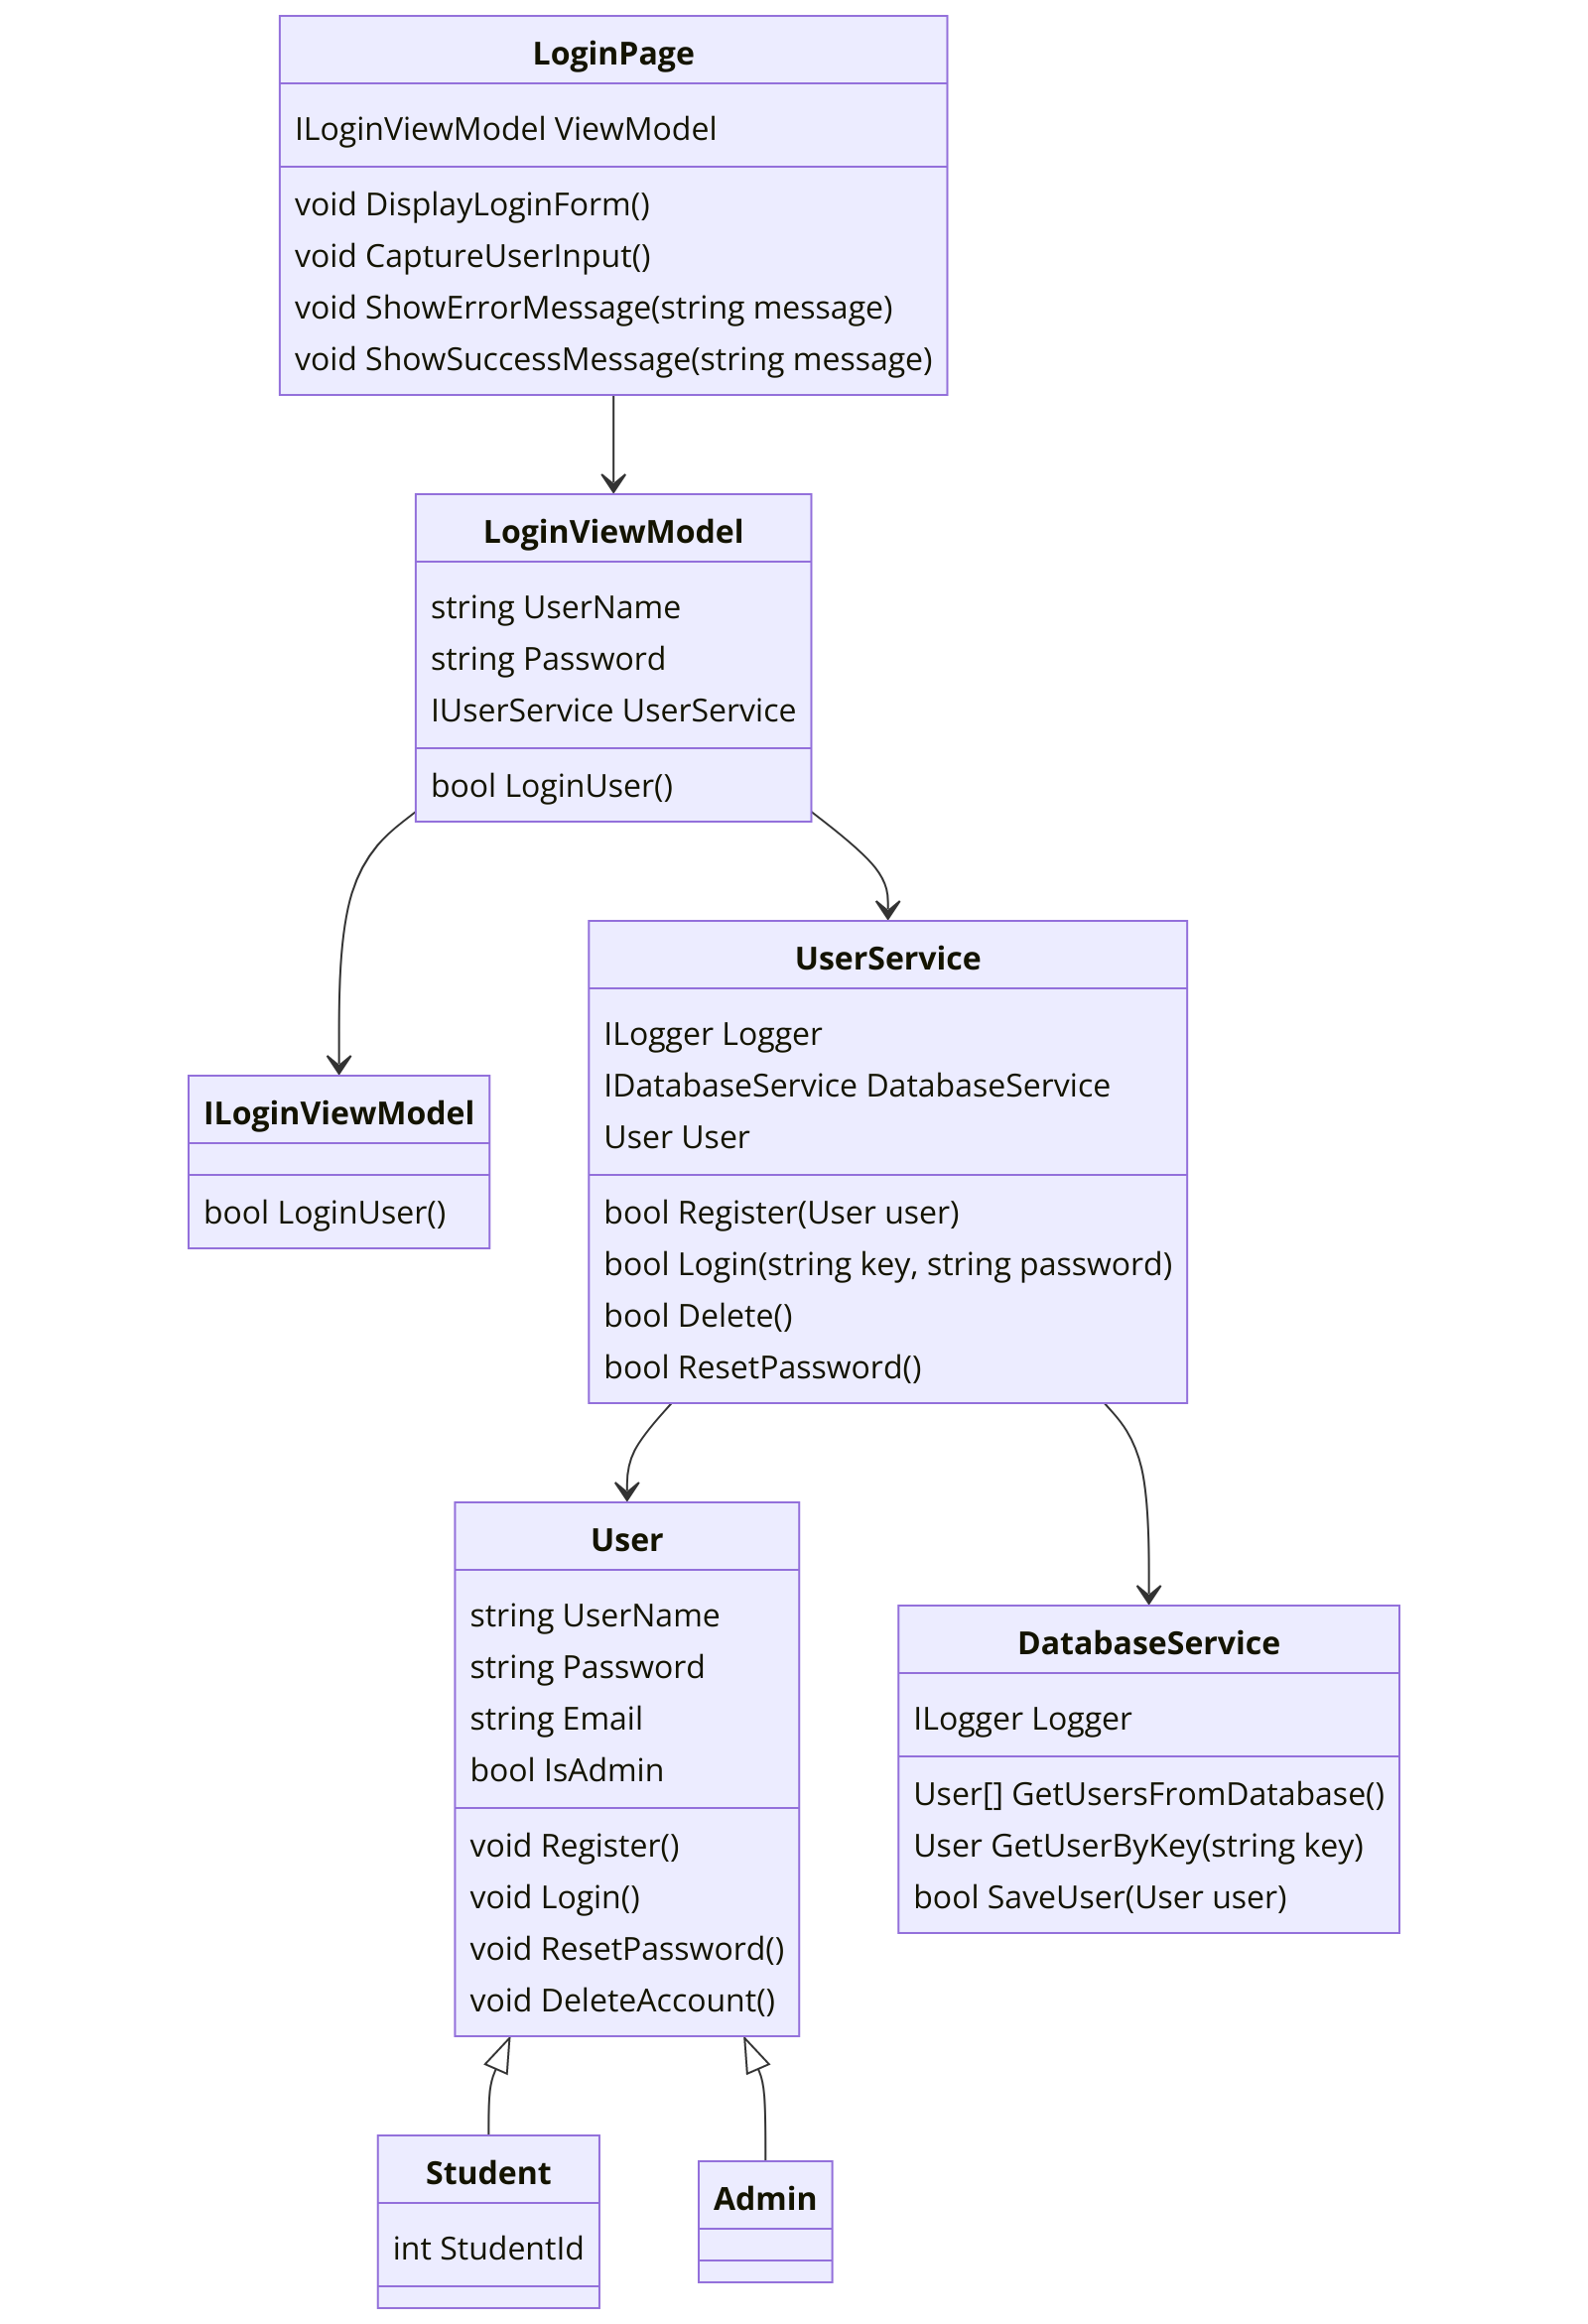 LoginPage
ILoginViewModel ViewModel
void DisplayLoginForm()
void CaptureUserInput()
void ShowErrorMessage(string message)
void ShowSuccessMessage(string message)
LoginViewModel
string UserName
string Password
IUserService UserService
bool LoginUser()
ILoginViewModel
bool LoginUser()
UserService
ILogger Logger
IDatabaseService DatabaseService
User User
bool Register(User user)
bool Login(string key, string password)
bool Delete()
bool ResetPassword()
User
string UserName
string Password
string Email
bool IsAdmin
void Register()
void Login()
void ResetPassword()
void DeleteAccount()
DatabaseService
ILogger Logger
User[] GetUsersFromDatabase()
User GetUserByKey(string key)
bool SaveUser(User user)
Student
int StudentId
Admin